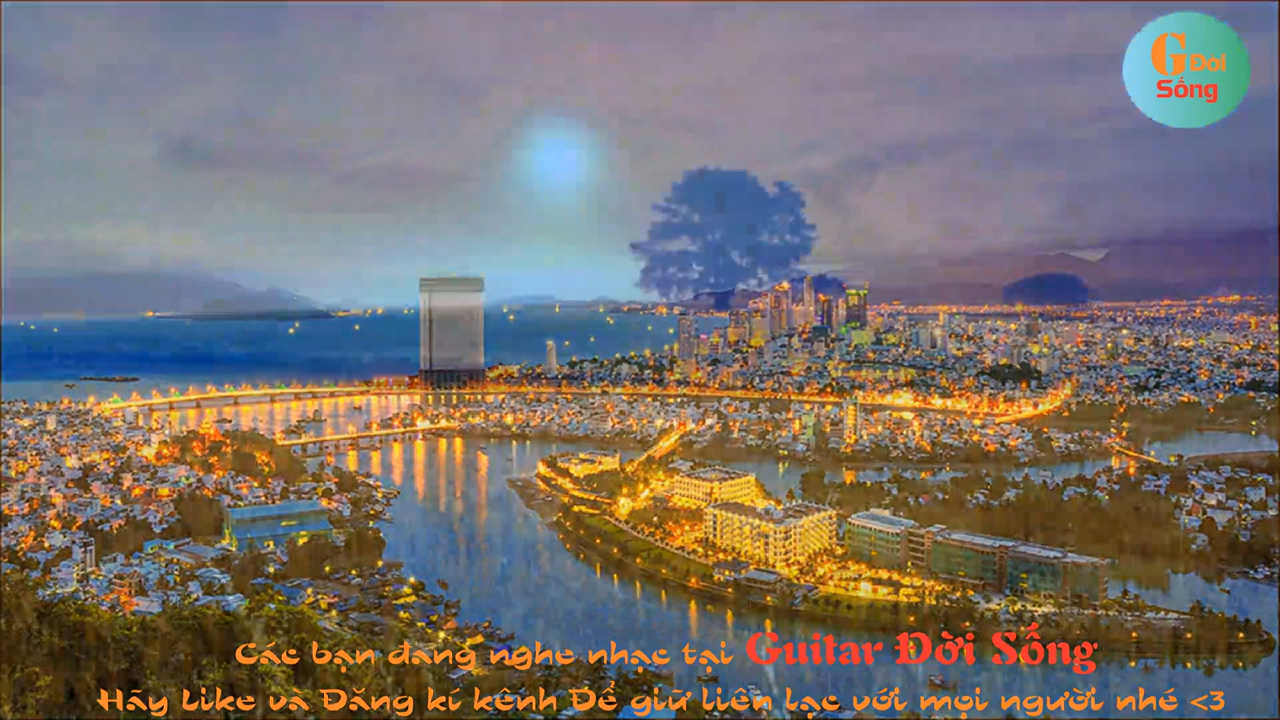 G Đời
Sống
Các bạn đang nghe nhạc tại Guitar Đời Sống
Hãy Like và Đăng kí kênh Để giữ liên lạc với mọi người nhé <3